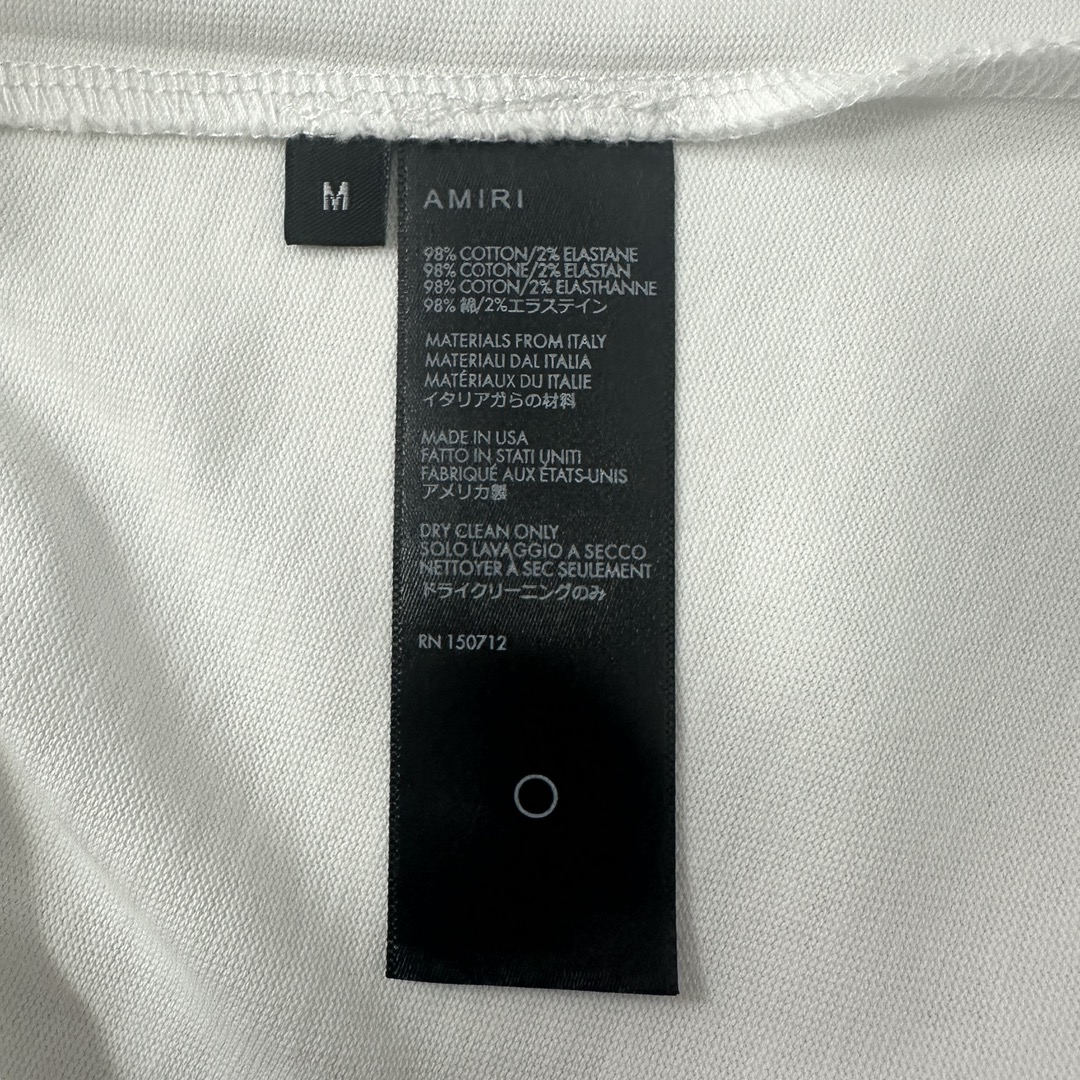 M
AMIRI
98% COTTON/2% ELASTANE
98% COTONE/2% ELASTAN
98% COTON/2% ELASTHANNE
98% 綿/2%エラステイン
MATERIALS FROM ITALY
MATERIALI DAL ITALIA
MATÉRIAUX DU ITALIE
イタリアガらの材料
MADE IN USA
FATTO IN STATI UNITI
FABRIQUÉ AUX ÉTATS-UNIS
アメリカ製
DRY CLEAN ONLY
SOLO LAVAGGIO A SECCO
NETTOYER A SEC SEULEMENT
ドライクリーニングのみ
RN 150712